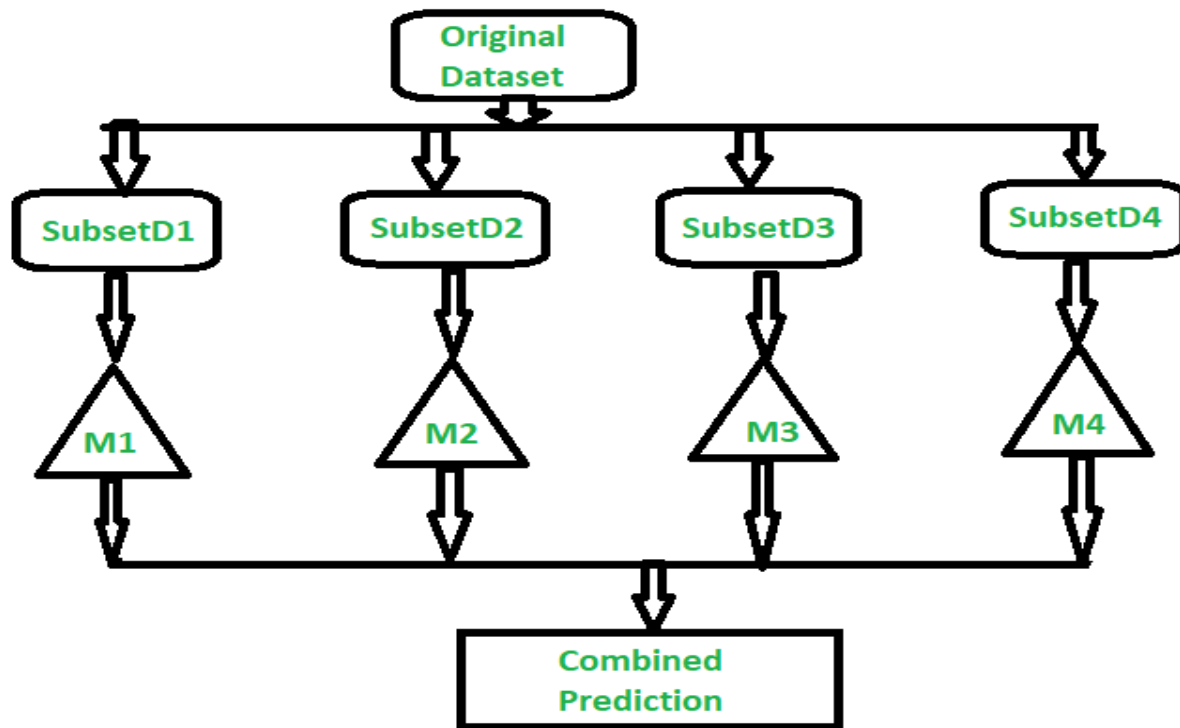 Original
Dataset
SubsetD1
SubsetD2
SubsetD3
SubsetD4
M1
M2
M3
M4
Combined
Prediction